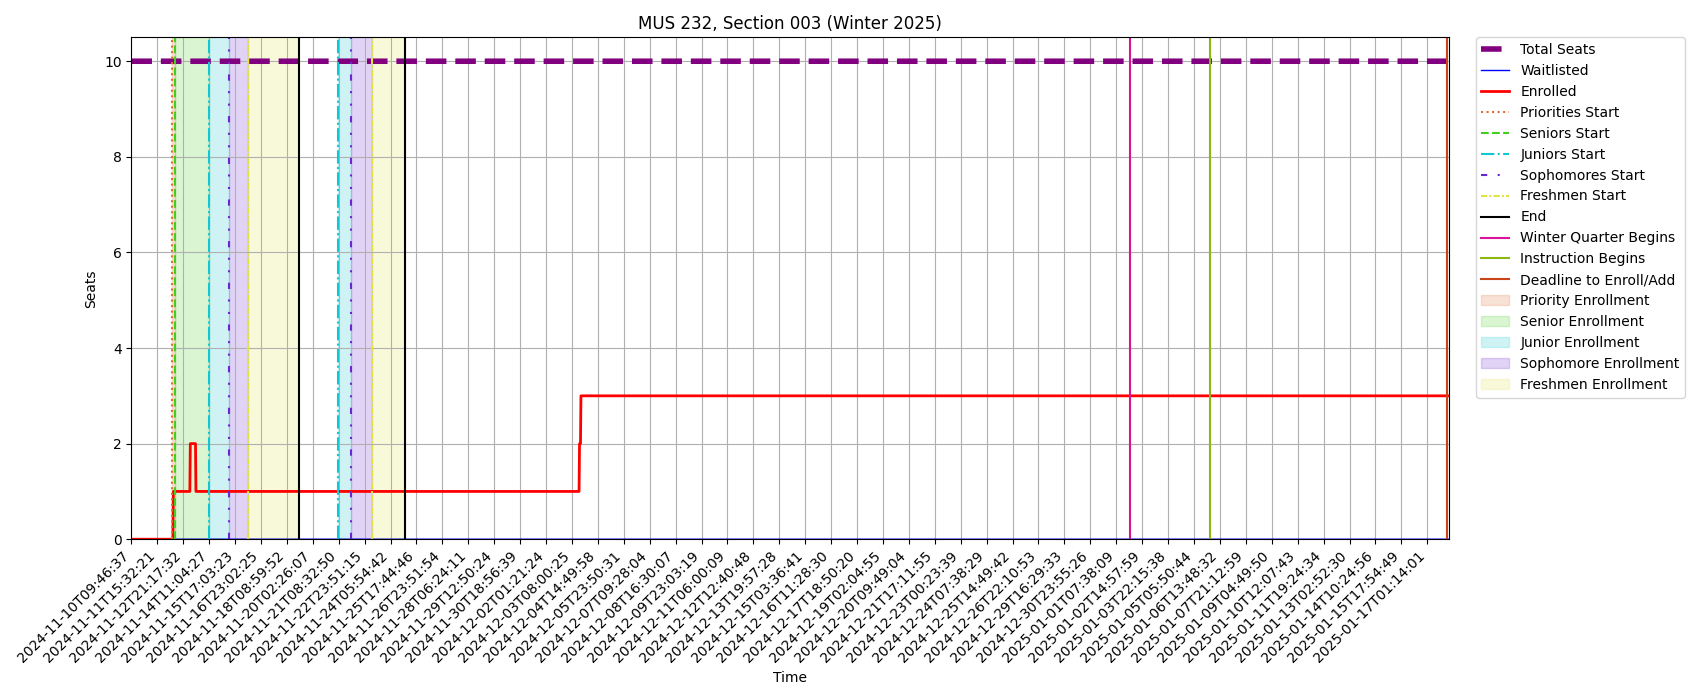 MUS 232, Section 003 (Winter 2025)
10
8
6
4
2
0
Seats
2024-11-10T09:46:37
2024-11-11T15:32:21
2024-11-12T21:17:32
2024-11-14T11:04:27
2024-11-15T17:03:23
2024-11-16T23:02:25
2024-11-18T08:59:52
2024-11-20T02:26:07
2024-11-21T08:32:50
2024-11-22T23:51:15
2024-11-24T05:54:42
2024-11-25T17:44:46
2024-11-26T23:51:54
2024-11-28T06:24:11
2024-11-29T12:50:24
2024-11-30T18:56:39
2024-12-02T01:21:24
2024-12-03T08:00:25
2024-12-04T14:49:58
2024-12-05T23:50:31
2024-12-07T09:28:04
2024-12-08T16:30:07
2024-12-09T23:03:19
2024-12-11T06:00:09
2024-12-12T12:40:48
2024-12-13T19:57:28
2024-12-15T03:36:41
2024-12-16T11:28:30
2024-12-17T18:50:20
2024-12-19T02:04:55
2024-12-20T09:49:04
2024-12-21T17:11:55
2024-12-23T00:23:39
2024-12-24T07:38:29
2024-12-25T14:49:42
2024-12-26T22:10:53
2024-12-29T16:29:33
2024-12-30T23:55:26
2025-01-01T07:38:09
2025-01-02T14:57:59
2025-01-03T22:15:38
2025-01-05T05:50:44
2025-01-06T13:48:32
2025-01-07T21:12:59
2025-01-09T04:49:50
2025-01-10T12:07:43
2025-01-11T19:24:34
2025-01-13T02:52:30
2025-01-14T10:24:56
2025-01-15T17:54:49
2025-01-17T01:14:01
Time
Total Seats
Waitlisted
Enrolled
Priorities Start
Seniors Start
Juniors Start
Sophomores Start
Freshmen Start
End
Winter Quarter Begins
Instruction Begins
Deadline to Enroll/Add
Priority Enrollment
Senior Enrollment
Junior Enrollment
Sophomore Enrollment
Freshmen Enrollment